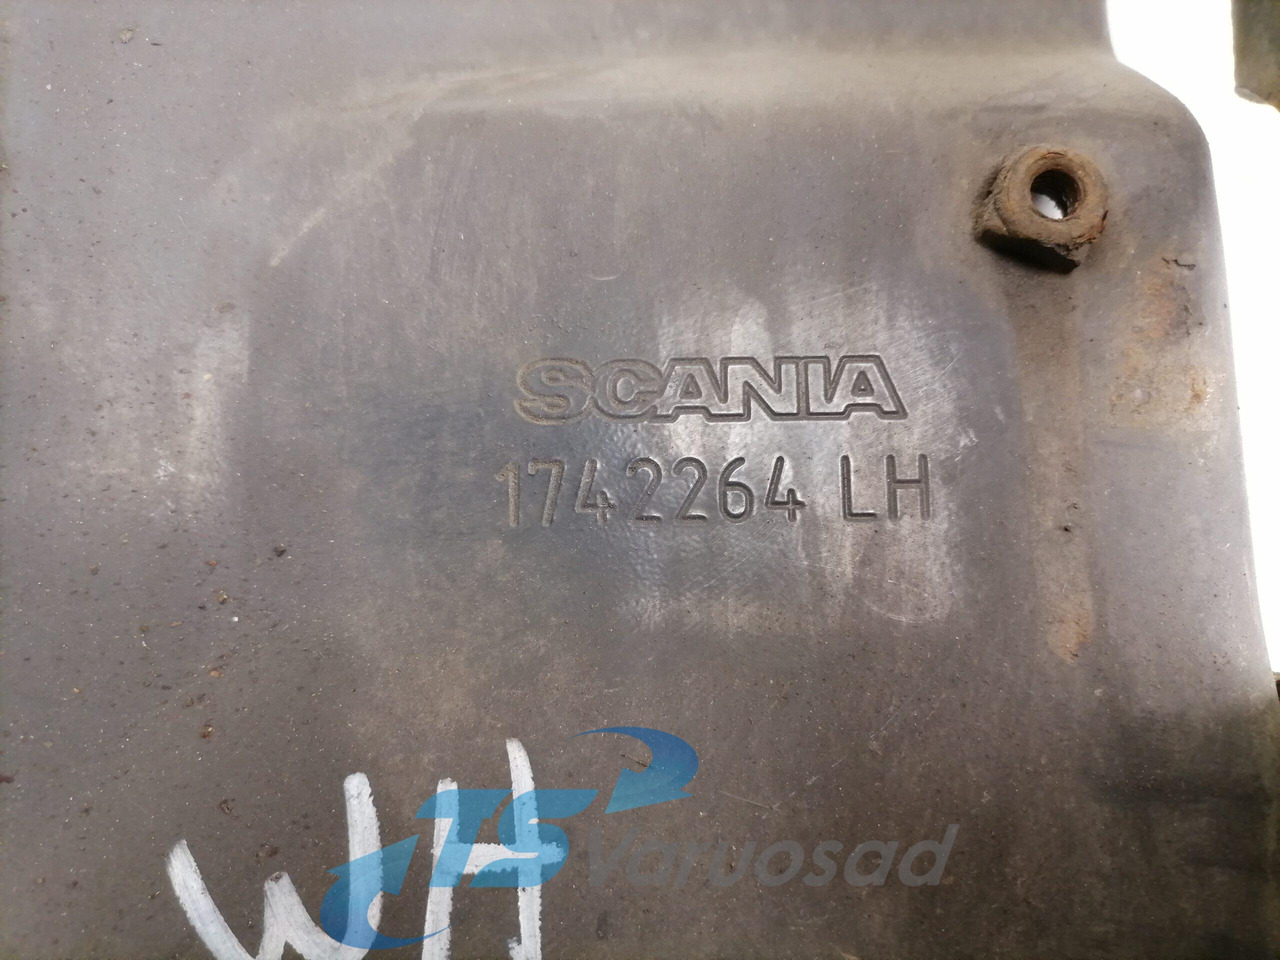 SCANIA
1742264 LH
WH
TS Varuosad